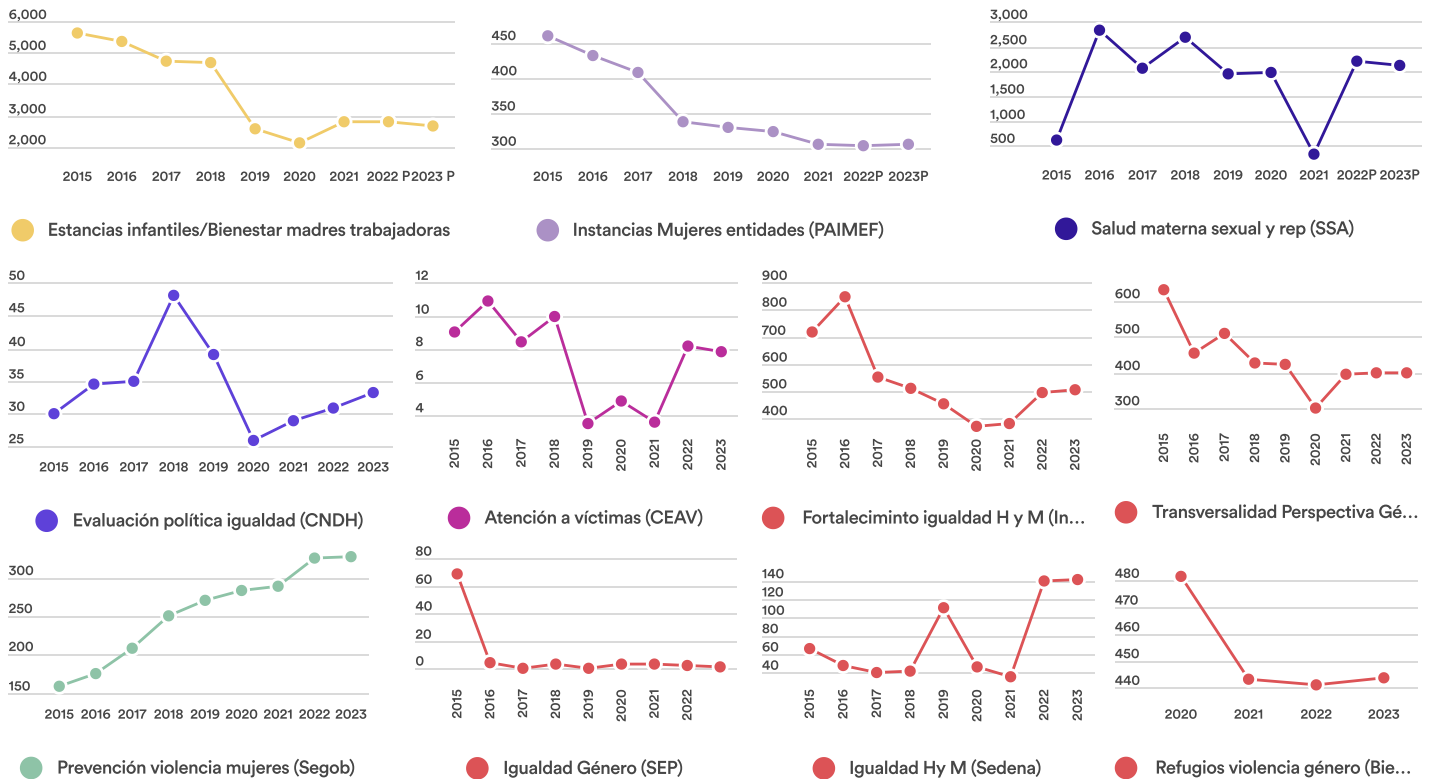 6,000
5,000
4,000
3,000
2,000
2015 2016 2017 2018 2019 2020 2021 2022 P 2023 P
Estancias infantiles/Bienestar madres trabajadoras
450
400
350
300
2015 2016 2017 2018 2019 2020 2021 2022P 2023P
Instancias Mujeres entidades (PAIMEF)
3,000
2,500
2,000
1,500
1,000
500
2015 2016 2017 2018 2019 2020 2021 2022P 2023P
Salud materna sexual y rep (SSA)
50
45
40
35
30
25
2015 2016 2017 2018 2019 2020 2021 2022 2023
Evaluación política igualdad (CNDH)
12
10
8
6
4
2015 2016 2017 2018 2019 2020 2021 2022 2023
Atención a víctimas (CEAV)
900
800
700
600
500
400
2015 2016 2017 2018 2019 2020 2021 2022 2023
Fortaleciminto igualdad H y M (In...
600
500
400
300
2015 2016 2017 2018 2019 2020 2021 2022 2023
Transversalidad Perspectiva Gé...
300
250
200
150
2015 2016 2017 2018 2019 2020 2021 2022 2023
Prevención violencia mujeres (Segob)
80
60
40
20
0
2015 2016 2017 2018 2019 2020 2021 2022
Igualdad Género (SEP)
140
120
80
60
40
2015 2016 2017 2018 2019 2020 2021 2022 2023
Igualdad Hy M (Sedena)
480
470
460
450
440
2020 2021 2022 2023
Refugios violencia género (Bie...